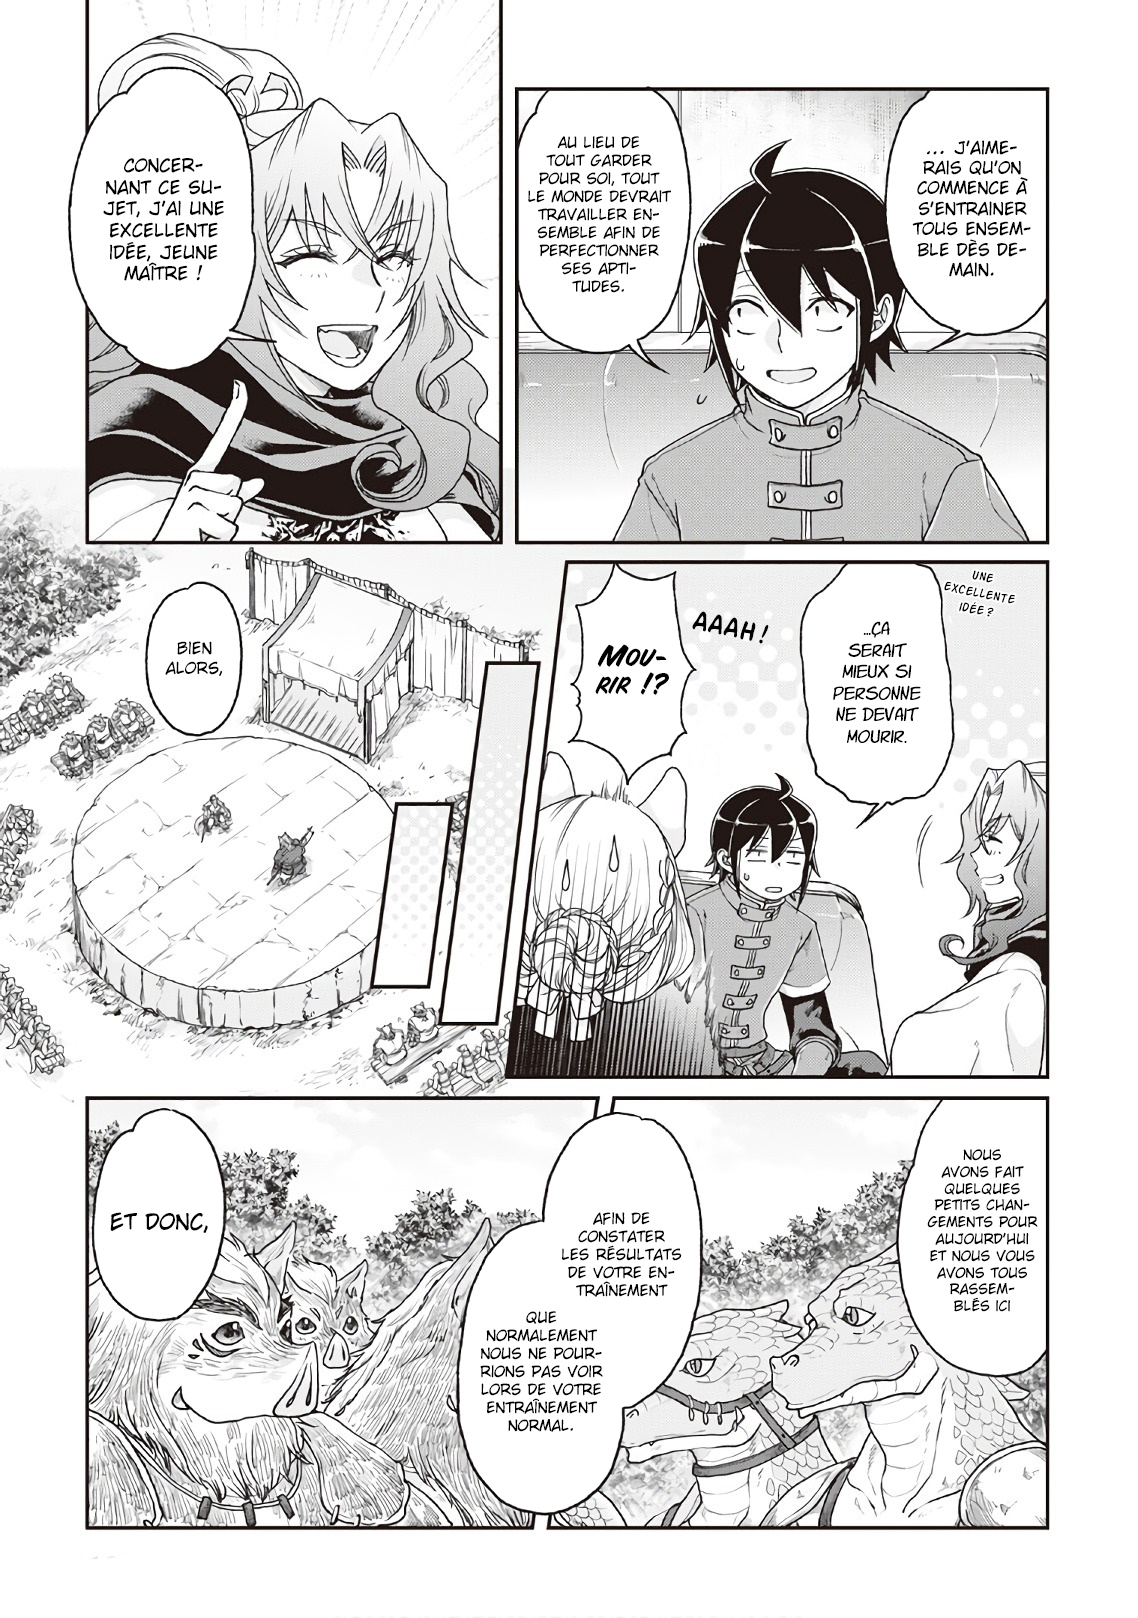 ... J'AIME-
RAIS QU'ON
COMMENCE À
S'ENTRAINER
TOUS ENSEM-
BLE DÈS DE-
MAIN.
AU LIEU DE
TOUT GARDER
POUR SOI, TOUT
LE MONDE DEVRAIT
TRAVAILLER EN-
SEMBLE AFIN DE
PERFECTIONNER
SES APTI-
TUDES.
CONCER-
NANT CE SU-
JET, J'AI UNE
EXCELLENTE
IDÉE, JEUNE
MAÎTRE !
UNE
EXCELLENTE
IDÉE ?
...ÇA
SERAIT
MIEUX SI
PERSONNE
NE DEVAIT
MOURIR.
AAAH !
MOU-
RIR !?
BIEN
ALORS,
NOUS
AVONS FAIT
QUELQUES
PETITS CHAN-
GEMENTS POUR
AUJOURD'HUI
ET NOUS VOUS
AVONS TOUS
RASSEM-
BLÉS ICI
AFIN DE
CONSTATER
LES RÉSULTATS
DE VOTRE EN-
TRAÎNEMENT
QUE
NORMALEMENT
NOUS NE POUR-
RIONS PAS VOIR
LORS DE VOTRE
ENTRAÎNEMENT
NORMAL.
ET DONC,